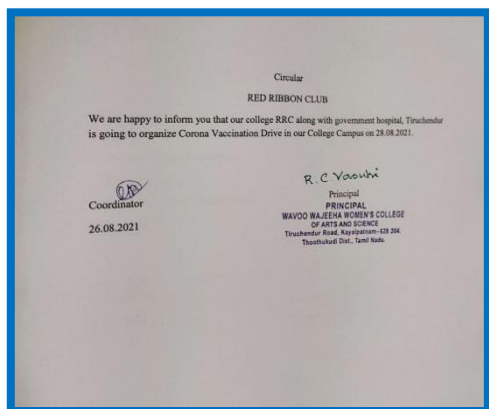 Circular
RED RIBBON CLUB
We are happy to inform you that our college RRC along with government hospital, Tiruchendur
is going to organize Corona Vaccination Drive in our College Campus on 28.08.2021.
R. C. Vasuhi
Coordinator
Principal
PRINCIPAL
WAVOO WAJEEHA WOMEN'S COLLEGE
OF ARTS AND SCIENCE
26.08.2021
Tiruchendur Road, Kayalpatnam- 628 204.
Thoothukudi Dist., Tamil Nadu.